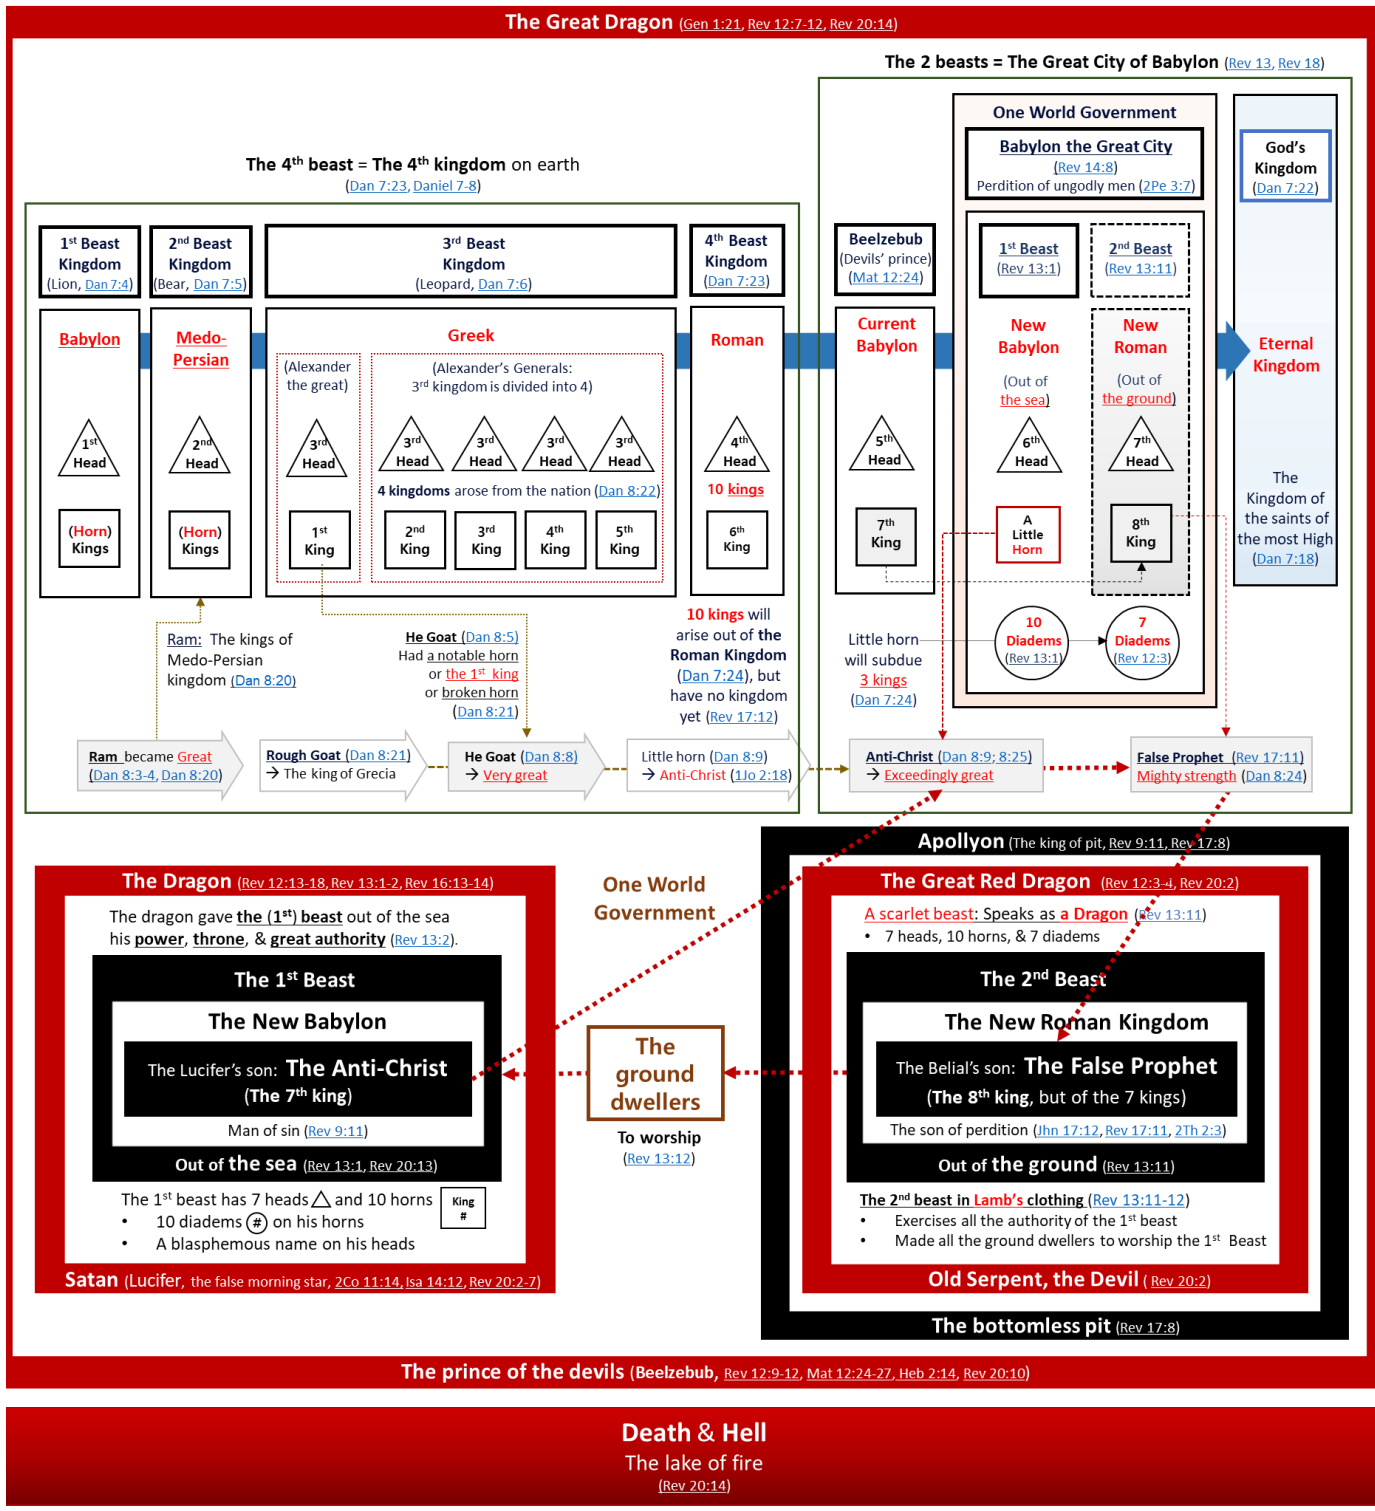 The Great Dragon (Gen 1:21, Rev 12:7-12, Rev 20:14)
The 2 beasts = The Great City of Babylon (Rev 13, Rev 18)
The 4th beast = The 4th kingdom on earth
(Dan 7:23, Daniel 7-8)
1st Beast
Kingdom
(Lion, Dan 7:4)
2nd Beast
Kingdom
(Bear, Dan 7:5)
3rd Beast
Kingdom
(Leopard, Dan 7:6)
4th Beast
Kingdom
(Dan 7:23)
Beelzebub
(Devils' prince)
(Mat 12:24)
One World Government
Babylon the Great City
(Rev 14:8)
Perdition of ungodly men (2Pe 3:7)
1st Beast
(Rev 13:1)
2nd Beast
(Rev 13:11)
God's
Kingdom
(Dan 7:22)
Babylon
1st
Head
(Horn)
Kings
Medo-
Persian
2nd
Head
(Horn)
Kings
Greek
(Alexander
the great)
3rd
Head
1st
King
(Alexander's Generals:
3rd kingdom is divided into 4)
3rd
Head
3rd
Head
3rd
Head
3rd
Head
4 kingdoms arose from the nation (Dan 8:22)
2nd
King
3rd
King
4th
King
5th
King
Roman
4th
Head
10 kings
6th
King
Current
Babylon
5th
Head
7th
King
New
Babylon
(Out of
the sea)
6th
Head
A
Little
Horn
10
Diadems
(Rev 13:1)
New
Roman
(Out of
the ground)
7th
Head
8th
King
7
Diadems
(Rev 12:3)
Eternal
Kingdom
The
Kingdom of
the saints of
the most High
(Dan 7:18)
Ram: The kings of
Medo-Persian
kingdom (Dan 8:20)
He Goat (Dan 8:5)
Had a notable horn
or the 1st king
or broken horn
(Dan 8:21)
10 kings will
arise out of the
Roman Kingdom
(Dan 7:24), but
have no kingdom
yet (Rev 17:12)
Little horn
will subdue
3 kings
(Dan 7:24)
Ram became Great
(Dan 8:3-4, Dan 8:20)
Rough Goat (Dan 8:21)
→ The king of Grecia
He Goat (Dan 8:8)
→ Very great
Little horn (Dan 8:9)
→ Anti-Christ (1Jo 2:18)
Anti-Christ (Dan 8:9; 8:25)
→ Exceedingly great
False Prophet (Rev 17:11)
Mighty strength (Dan 8:24)
The Dragon (Rev 12:13-18, Rev 13:1-2, Rev 16:13-14)
The dragon gave the (1st) beast out of the sea
his power, throne, & great authority (Rev 13:2).
The 1st Beast
The New Babylon
The Lucifer's son: The Anti-Christ
(The 7th king)
Man of sin (Rev 9:11)
Out of the sea (Rev 13:1, Rev 20:13)
The 1st beast has 7 heads △ and 10 horns
King
#
• 10 diadems # on his horns
• A blasphemous name on his heads
Satan (Lucifer, the false morning star, 2Co 11:14, Isa 14:12, Rev 20:2-7)
One World
Government
The
ground
dwellers
To worship
(Rev 13:12)
Apollyon (The king of pit, Rev 9:11, Rev 17:8)
The Great Red Dragon (Rev 12:3-4, Rev 20:2)
A scarlet beast: Speaks as a Dragon (Rev 13:11)
• 7 heads, 10 horns, & 7 diadems
The 2nd Beast
The New Roman Kingdom
The Belial's son: The False Prophet
(The 8th king, but of the 7 kings)
The son of perdition (Jhn 17:12, Rev 17:11, 2Th 2:3)
Out of the ground (Rev 13:11)
The 2nd beast in Lamb's clothing (Rev 13:11-12)
• Exercises all the authority of the 1st beast
• Made all the ground dwellers to worship the 1st Beast
Old Serpent, the Devil ( Rev 20:2)
The bottomless pit (Rev 17:8)
The prince of the devils (Beelzebub, Rev 12:9-12, Mat 12:24-27, Heb 2:14, Rev 20:10)
Death & Hell
The lake of fire
(Rev 20:14)